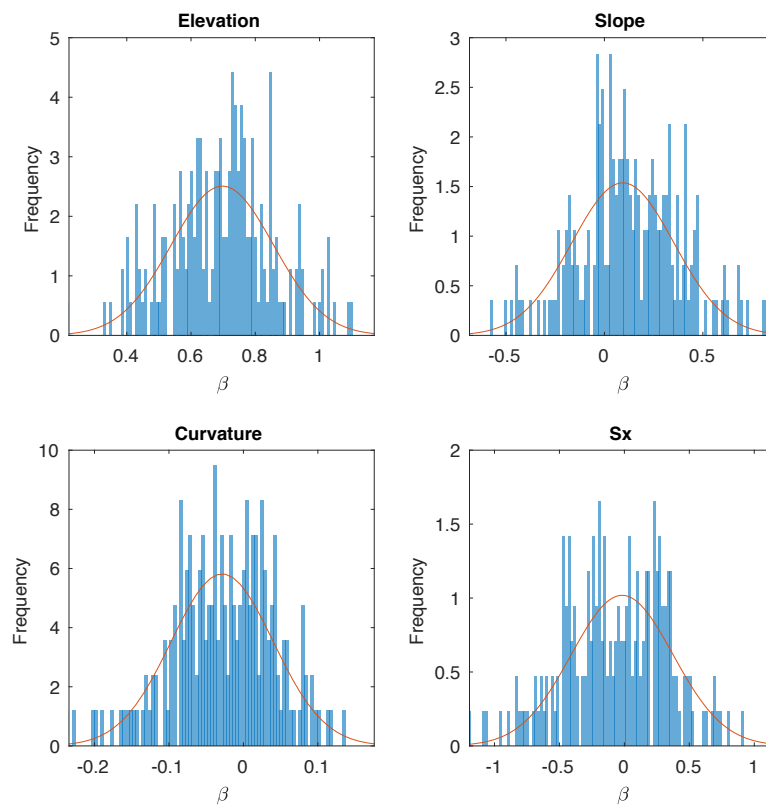 Elevation
5
4
3
2
1
0
Frequency
0.4 0.6 0.8 1
β
Slope
3
2.5
2
1.5
1
0.5
0
Frequency
-0.5 0 0.5
β
Curvature
10
8
6
4
2
0
Frequency
-0.2 -0.1 0 0.1
β
Sx
2
1.5
1
0.5
0
Frequency
-1 -0.5 0 0.5 1
β